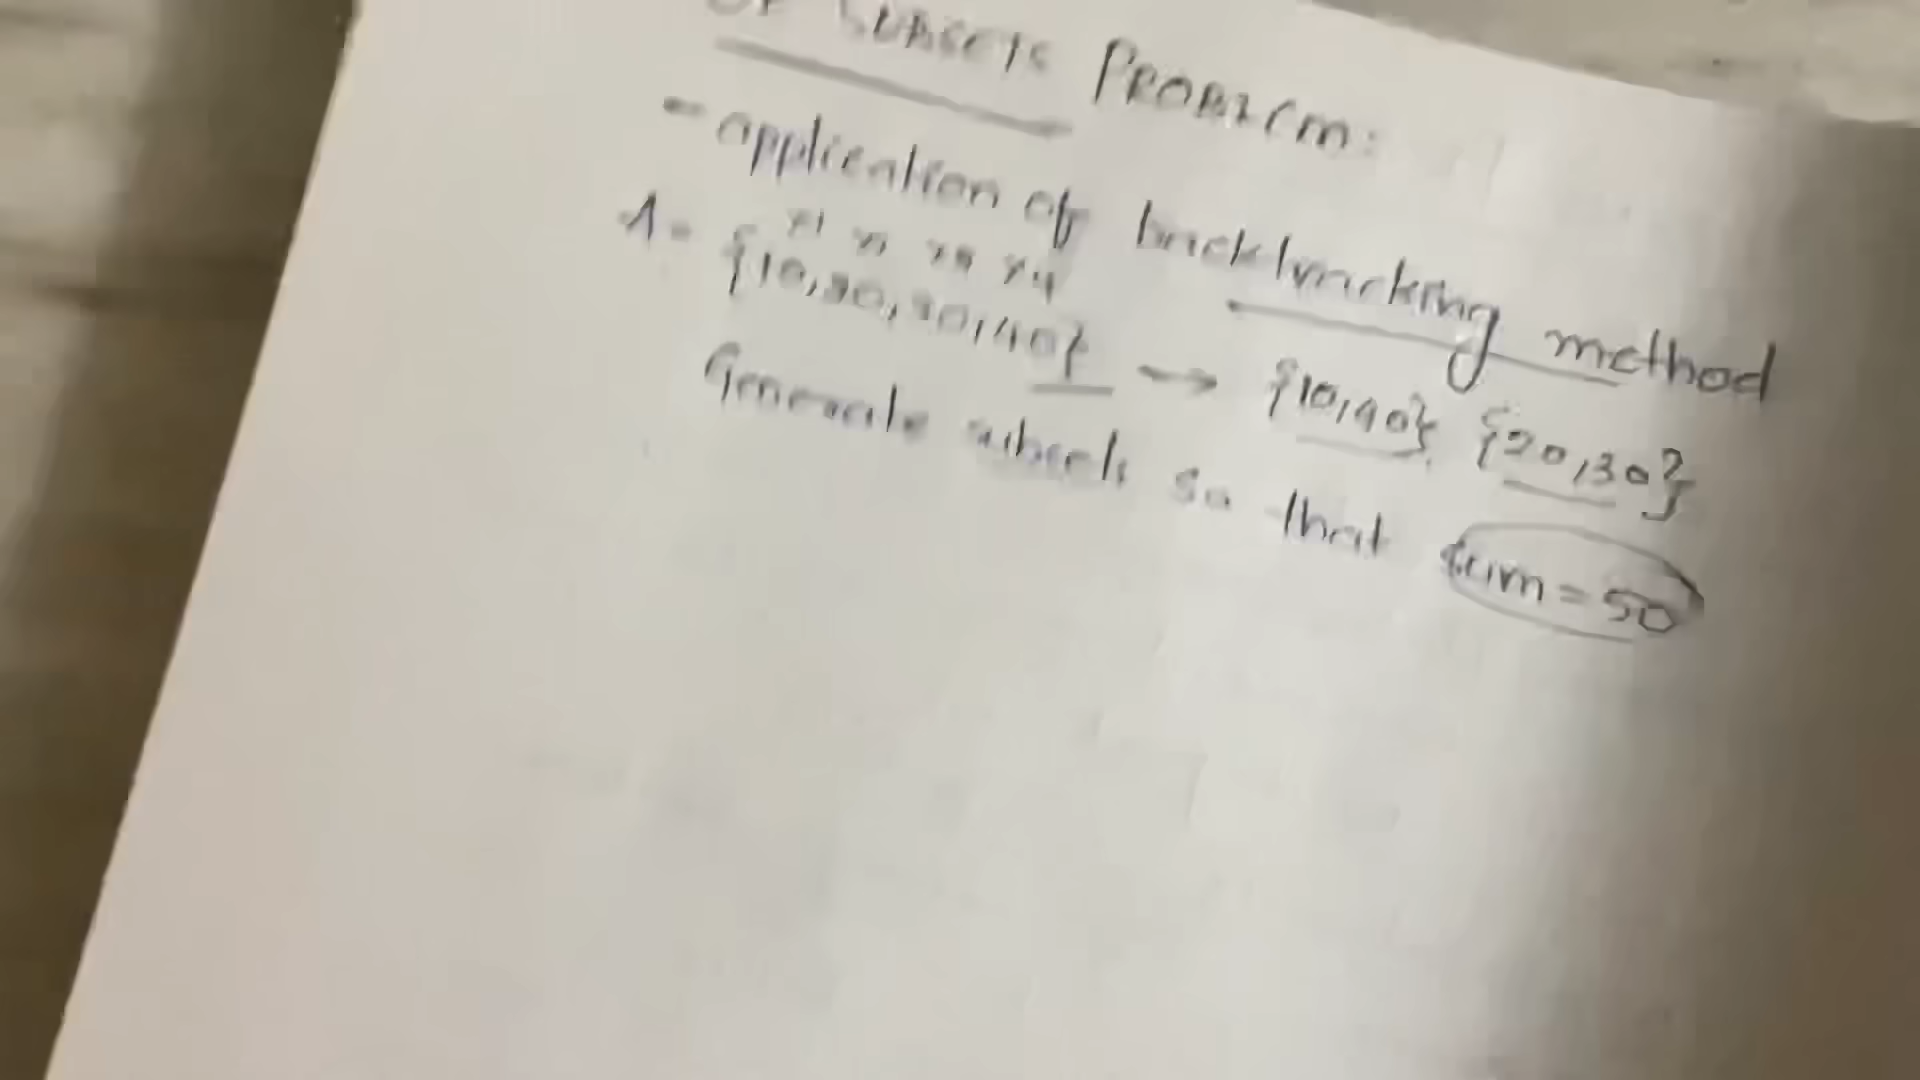 OF SUBSETS PROBLEM:
- application of backtracking method
x1 x2 x3 x4
A = {10,20,30,40} → {10,40} {20,30}
Generate subsets so that sum = 50